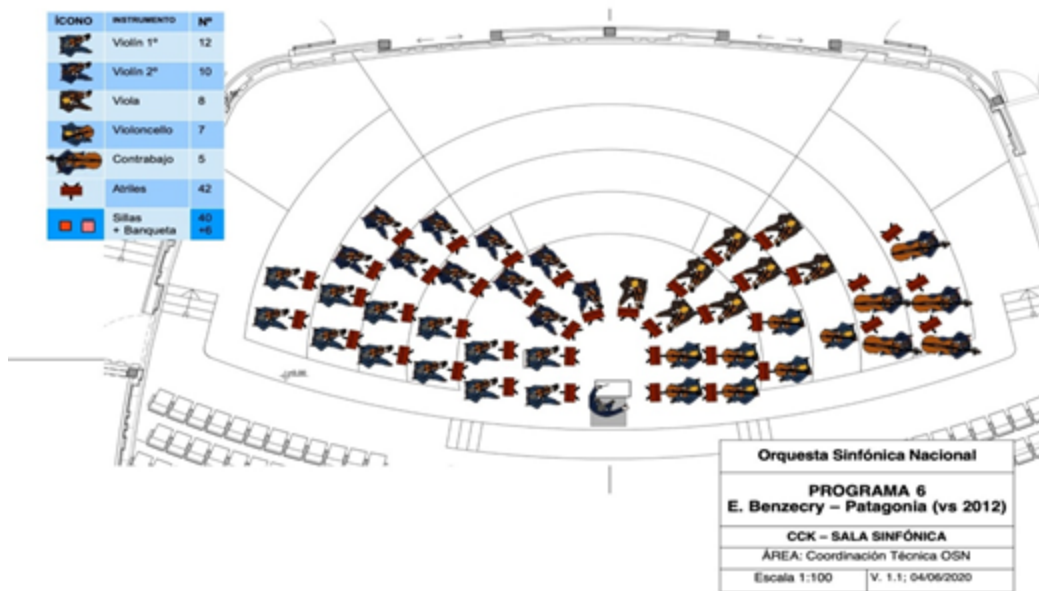 ÍCONO INSTRUMENTO Nº
Violín 1º 12
Violín 2º 10
Viola 8
Violoncello 7
Contrabajo 5
Atriles 42
Sillas 40
+ Banqueta +6
Orquesta Sinfónica Nacional
PROGRAMA 6
E. Benzecry – Patagonia (vs 2012)
CCK – SALA SINFÓNICA
ÁREA: Coordinación Técnica OSN
Escala 1:100 V. 1.1; 04/06/2020